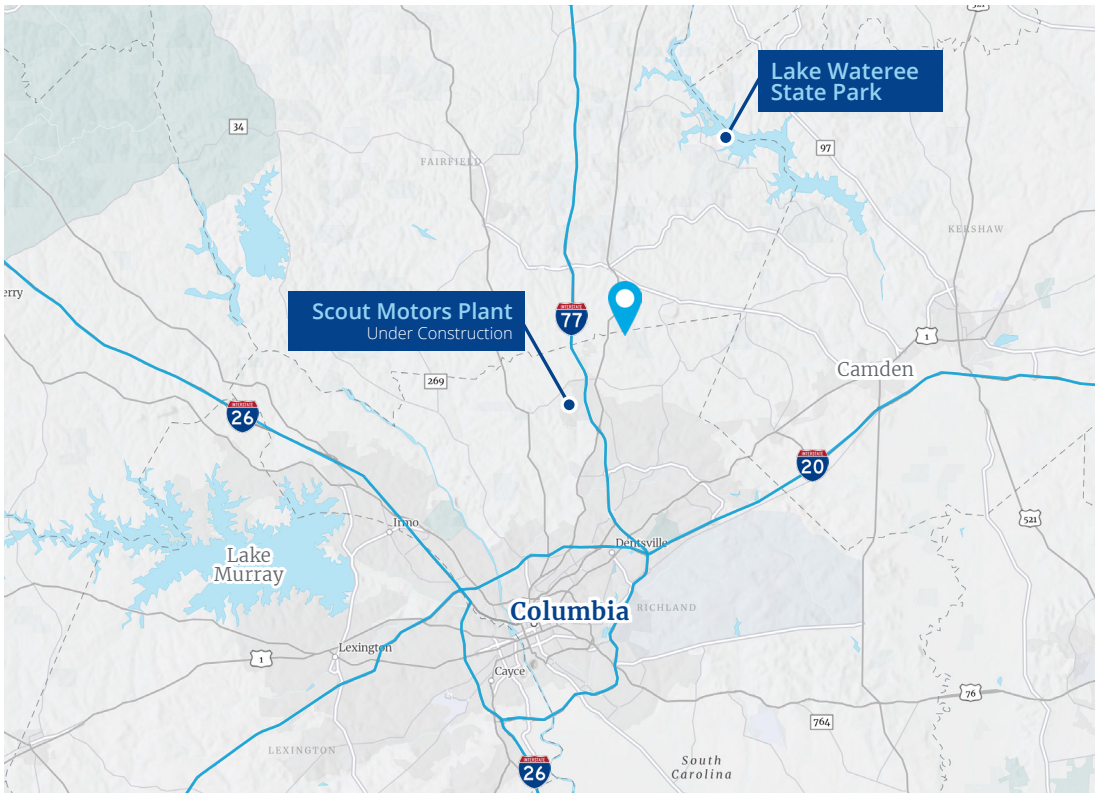 321
Lake Wateree
State Park
34
97
FAIRFIELD
KERSHAW
erry
Scout Motors Plant
Under Construction
INTERSTATE
77
1
Camden
269
INTERSTATE
26
INTERSTATE
20
521
Irmo
Dentsville
Lake
Murray
Columbia
RICHLAND
1
Lexington
Cayce
76
764
LEXINGTON
South
Carolina
INTERSTATE
26